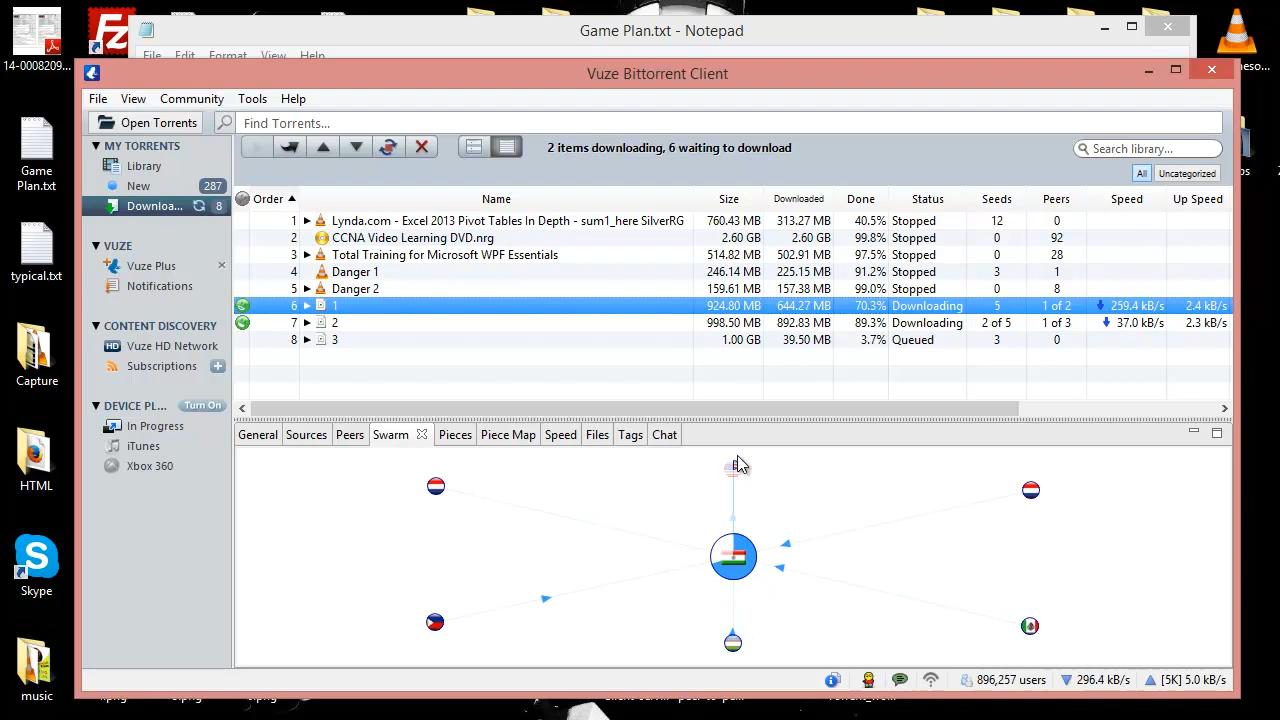 Game Plan.txt - Notepad
File Edit Format View Help
Vuze Bittorrent Client
File View Community Tools Help
Open Torrents
Find Torrents...
2 items downloading, 6 waiting to download
Search library...
All Uncategorized
MY TORRENTS
Library
New 287
Downloa... 8
VUZE
Vuze Plus
Notifications
CONTENT DISCOVERY
HD Vuze HD Network
Subscriptions
DEVICE PL... Turn On
In Progress
iTunes
Xbox 360
Order Name Size Downloaded Done Status Seeds Peers Speed Up Speed
1 Lynda.com - Excel 2013 Pivot Tables In Depth - sum1_here SilverRG 760.43 MB 313.27 MB 40.5% Stopped 12 0
2 CCNA Video Learning DVD.nrg 2.60 GB 2.60 GB 99.8% Stopped 0 92
3 Total Training for Microsoft WPF Essentials 514.82 MB 502.91 MB 97.5% Stopped 0 28
4 Danger 1 246.14 MB 225.15 MB 91.2% Stopped 3 1
5 Danger 2 159.61 MB 157.38 MB 99.0% Stopped 0 8
6 1 924.80 MB 644.27 MB 70.3% Downloading 5 1 of 2 259.4 kB/s 2.4 kB/s
7 2 998.50 MB 892.83 MB 89.3% Downloading 2 of 5 1 of 3 37.0 kB/s 2.3 kB/s
8 3 1.00 GB 39.50 MB 3.7% Queued 3 0
General Sources Peers Swarm Pieces Piece Map Speed Files Tags Chat
896,257 users 296.4 kB/s [5K] 5.0 kB/s
14-0008209...
Game
Plan.txt
typical.txt
Capture
HTML
Skype
music